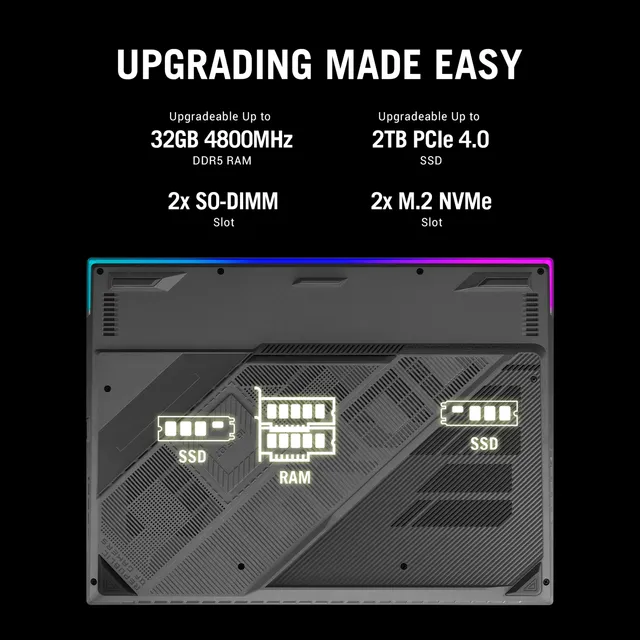 UPGRADING MADE EASY
Upgradeable Up to
32GB 4800MHz
DDR5 RAM
Upgradeable Up to
2TB PCIe 4.0
SSD
2x SO-DIMM
Slot
2x M.2 NVMe
Slot
SSD
RAM
SSD